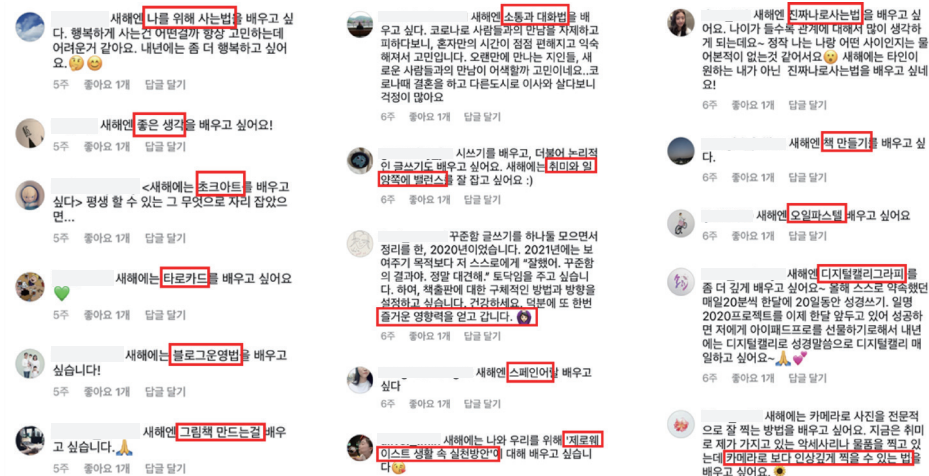 새해엔 나를 위해 사는법을 배우고 싶
다. 행복하게 사는건 어떤걸까 항상 고민하는데
어려운거 같아요. 내년에는 좀 더 행복하고 싶어
요.🤔😊
5주 좋아요 1개 답글 달기
새해엔 좋은 생각을 배우고 싶어요!
5주 좋아요 1개 답글 달기
<새해에는 초크아트를 배우고
싶다> 평생 할 수 있는 그 무엇으로 자리 잡았으
면...
5주 좋아요 1개 답글 달기
새해에는 타로카드를 배우고 싶어요
💚
5주 좋아요 1개 답글 달기
새해에는 블로그운영법을 배우고
싶습니다!
5주 좋아요 1개 답글 달기
새해엔 그림책 만드는걸 배우
고 싶습니다.🙏
5주 좋아요 1개 답글 달기
새해엔 소통과 대화법을 배
우고 싶다. 코로나로 사람들과의 만남을 자제하고
피하다보니, 혼자만의 시간이 점점 편해지고 익숙
해져서 고민입니다. 오랜만에 만나는 지인들, 새
로운 사람들과의 만남이 어색할까 고민이네요..코
로나때 결혼을 하고 다른도시로 이사와 살다보니
걱정이 많아요
6주 좋아요 1개 답글 달기
시쓰기를 배우고, 더불어 논리적
인 글쓰기도 배우고 싶어요. 새해에는 취미와 일
양쪽에 밸런스를 잘 잡고 싶어요 :)
6주 좋아요 1개 답글 달기
꾸준함 글쓰기를 하나둘 모으면서
정리를 한, 2020년이었습니다. 2021년에는 보
여주기 목적보다 저 스스로에게 “잘했어. 꾸준함
의 결과야. 정말 대견해.” 토닥임을 주고 싶습니
다. 하여, 책출판에 대한 구체적인 방법과 방향을
설정하고 싶습니다. 건강하세요. 덕분에 또 한번
즐거운 영향력을 얻고 갑니다.
6주 좋아요 1개 답글 달기
새해엔 스페인어랄 배우고
싶다
6주 좋아요 1개 답글 달기
새해에는 나와 우리를 위해 '제로웨
이스트 생활 속 실천방안'에 대해 배우고 싶습니
다😘
새해엔 진짜나로사는법을 배우고 싶
어요. 나이가 들수록 관계에 대해서 많이 생각하
게 되는데요~ 정작 나는 나랑 어떤 사이인지는 물
어본적이 없는것 같어서요😮 새해에는 타인이
원하는 내가 아닌 진짜나로사는법을 배우고 싶네
요!
6주 좋아요 1개 답글 달기
새해엔 책 만들기를 배우고 싶
다.
6주 좋아요 1개 답글 달기
새해엔 오일파스텔 배우고 싶어요
6주 좋아요 1개 답글 달기
새해엔 디지털캘리그라피를
좀 더 깊게 배우고 싶어요~ 올해 스스로 약속했던
매일20분씩 한달에 20일동안 성경쓰기. 일명
2020프로젝트를 이제 한달 앞두고 있어 성공하
면 저에게 아이패드프로를 선물하기로해서 내년
에는 디지털캘리로 성경말씀으로 디지털캘리 매
일하고 싶어요~🙏💕
6주 좋아요 1개 답글 달기
새해에는 카메라로 사진을 전문적
으로 잘 찍는 방법을 배우고 싶어요. 지금은 취미
로 제가 가지고 있는 악세사리나 물품을 찍고 있
는데 카메라로 보다 인상깊게 찍을 수 있는 법을
배우고 싶어요.🌻